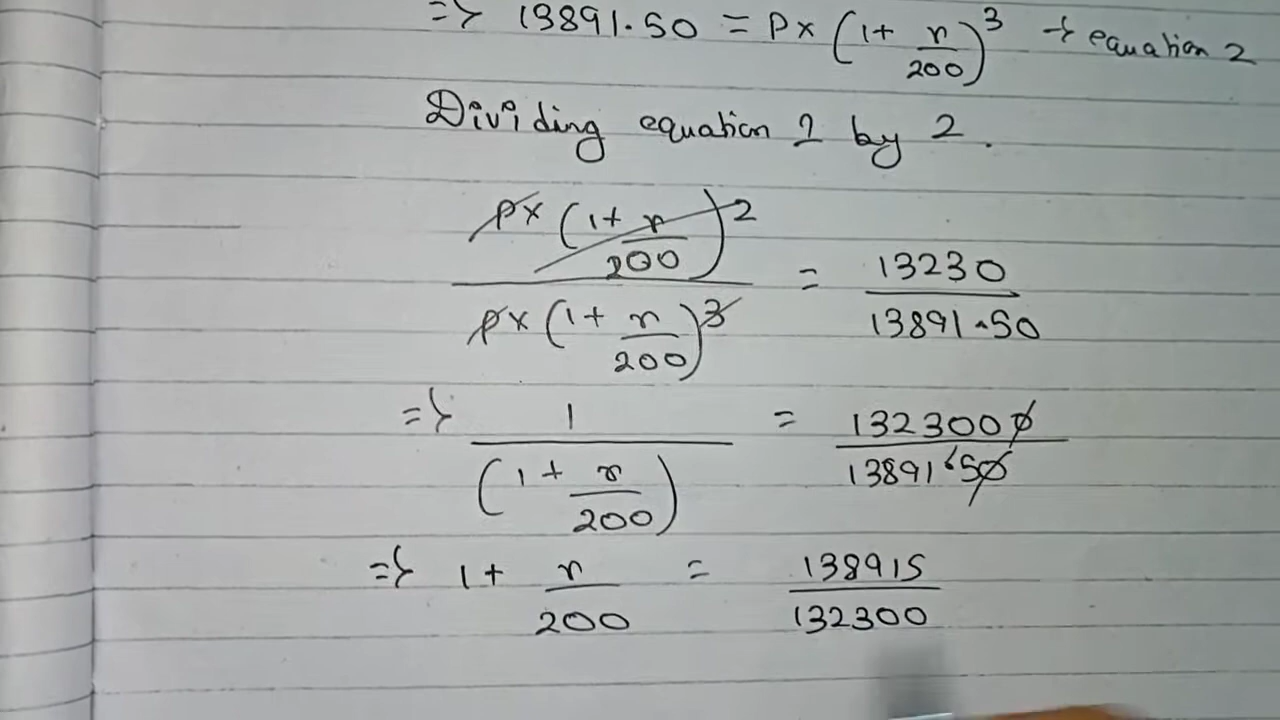 => 13891.50 = P× (1+ r/200)^3 → equation 2
Dividing equation 1 by 2.
P× (1+ r/200)^2 / P× (1+ r/200)^3 = 13230 / 13891.50
=> 1 / (1+ r/200) = 1323000 / 13891.50
=> 1+ r/200 = 138915 / 132300